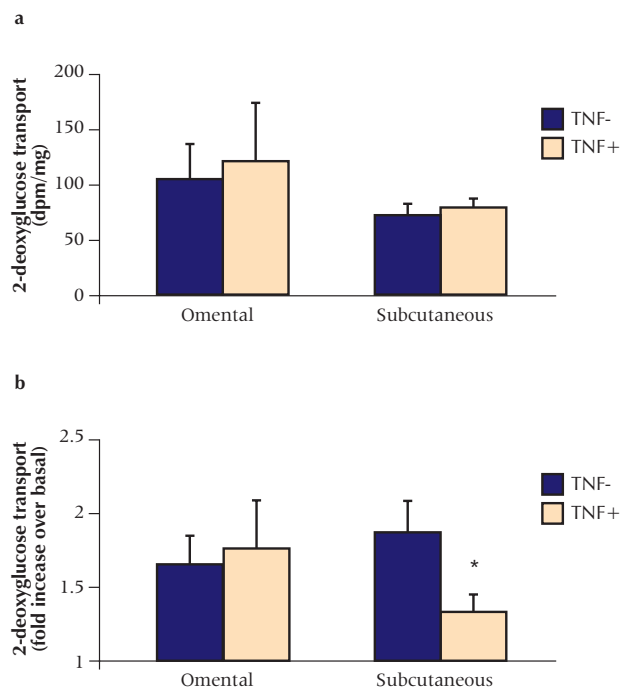 a
2-deoxyglucose transport
(dpm/mg)
200
150
100
50
0
Omental
Subcutaneous
TNF-
TNF+
b
2-deoxyglucose transport
(fold incease over basal)
2.5
2
1.5
1
*
Omental
Subcutaneous
TNF-
TNF+